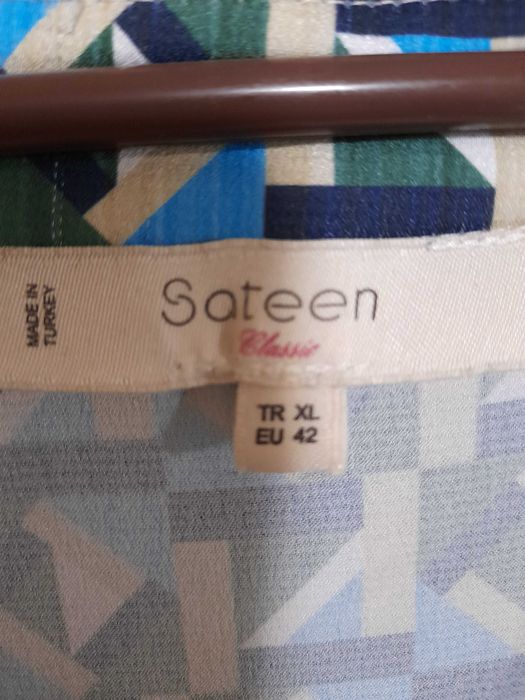 MADE IN
TURKEY
Sateen
Classic
TR XL
EU 42